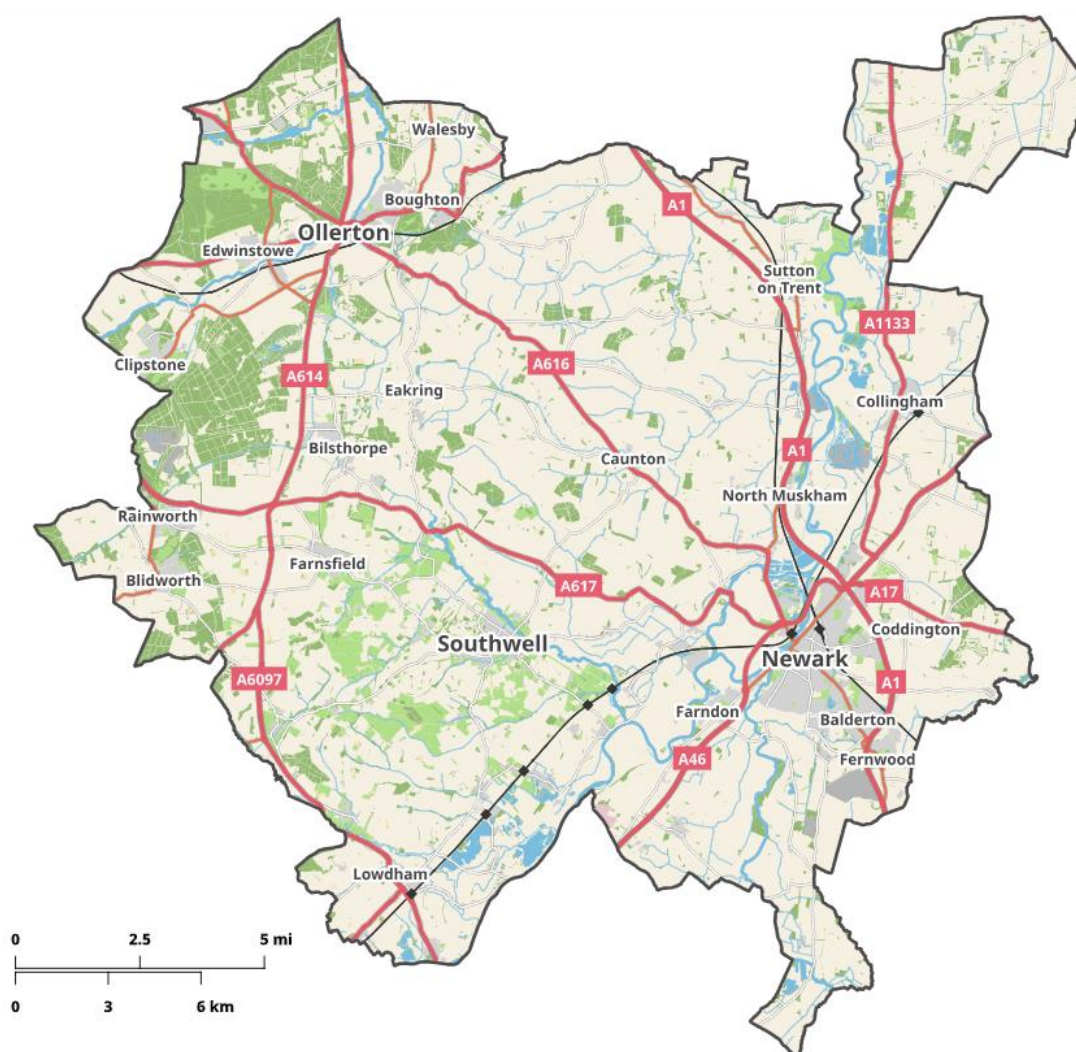 Walesby
Boughton
A1
Ollerton
Edwinstowe
Sutton
on Trent
A1133
Clipstone
A614
A616
Eakring
Collingham
Bilsthorpe
A1
Caunton
North Muskham
Rainworth
Farnsfield
Blidworth
A617
A17
Coddington
Southwell
Newark
A6097
A1
Farndon
Balderton
A46
Fernwood
Lowdham
0 2.5 5 mi
0 3 6 km